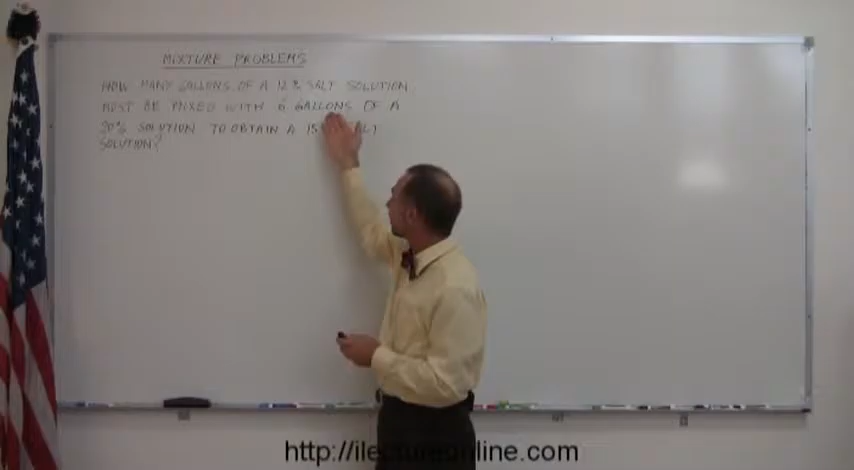 MIXTURE PROBLEMS
HOW MANY GALLONS OF A 12% SALT SOLUTION
MUST BE MIXED WITH 6 GALLONS OF A
20% SOLUTION TO OBTAIN A 15
SOLUTION?
http://ilectureonline.com